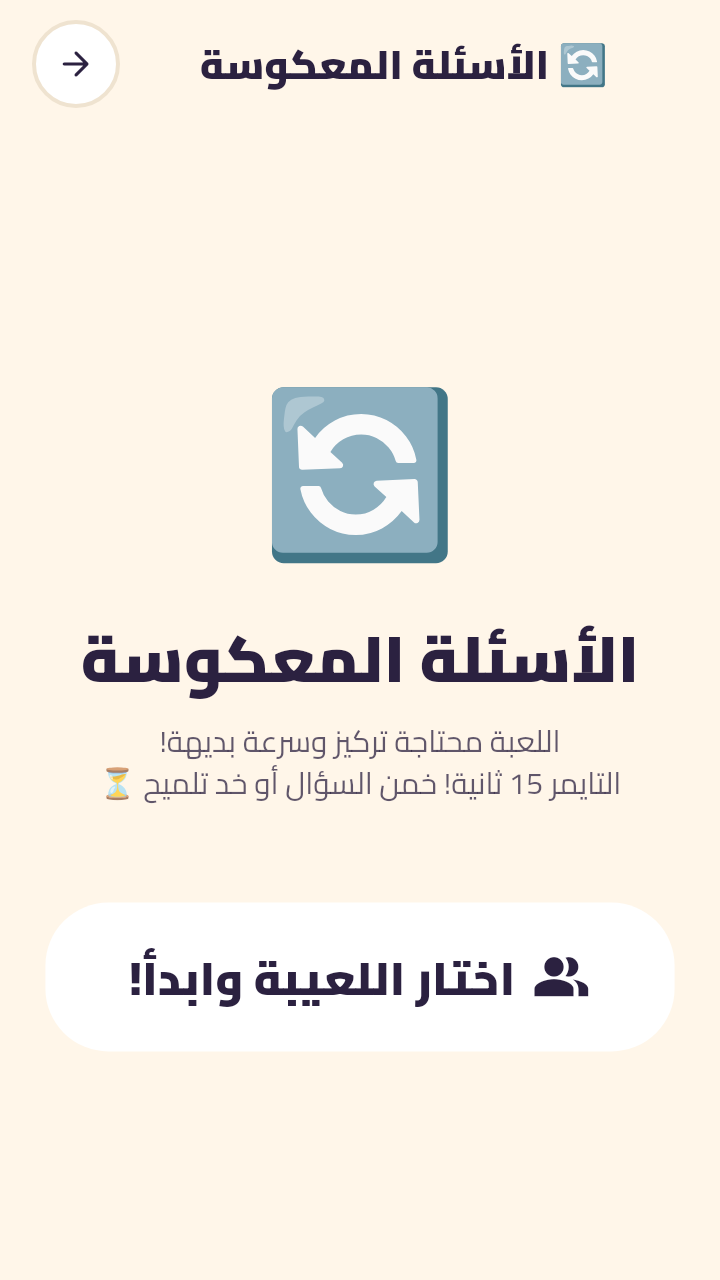 🔄 الأسئلة المعكوسة
الأسئلة المعكوسة
اللعبة محتاجة تركيز وسرعة بديهة!
التايمر 15 ثانية! خمن السؤال أو خد تلميح ⏳
اختار اللعيبة وابدأ!